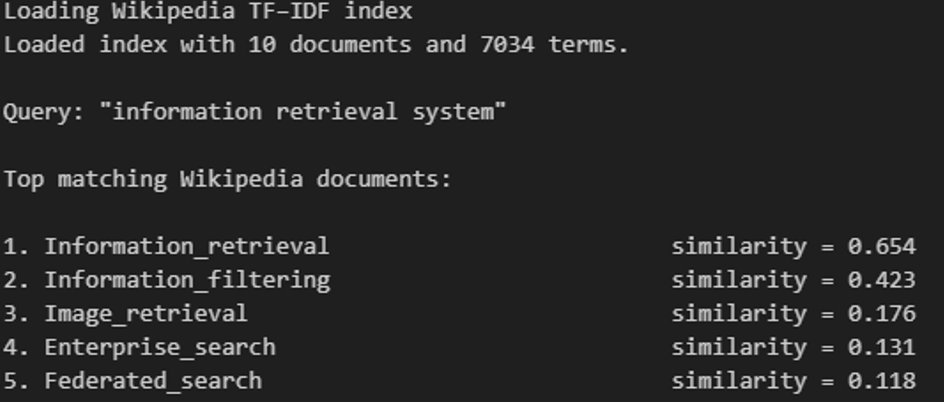 Loading Wikipedia TF-IDF index
Loaded index with 10 documents and 7034 terms.
Query: "information retrieval system"
Top matching Wikipedia documents:
1. Information_retrieval similarity = 0.654
2. Information_filtering similarity = 0.423
3. Image_retrieval similarity = 0.176
4. Enterprise_search similarity = 0.131
5. Federated_search similarity = 0.118